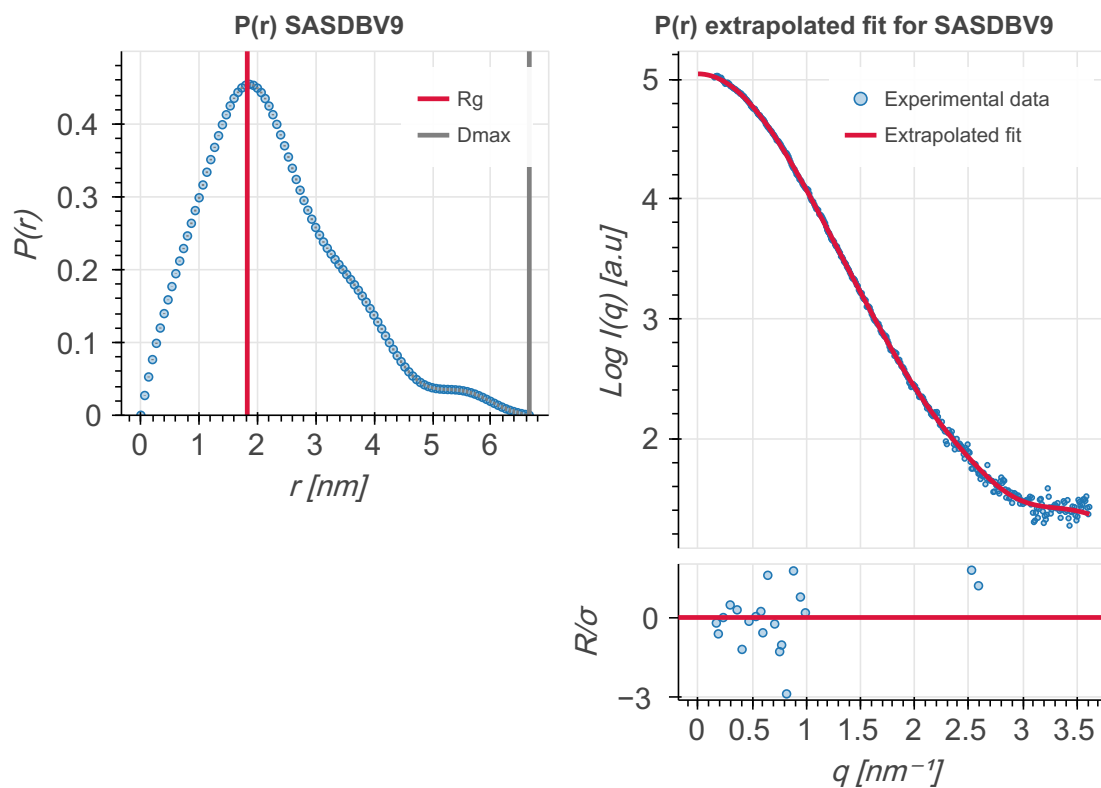 P(r) SASDBV9
P(r)
0.4
0.3
0.2
0.1
0
Rg
Dmax
0 1 2 3 4 5 6
r [nm]
P(r) extrapolated fit for SASDBV9
Log I(q) [a.u]
5
4
3
2
Experimental data
Extrapolated fit
R/σ
0
−3
0 0.5 1 1.5 2 2.5 3 3.5
q [nm⁻¹]